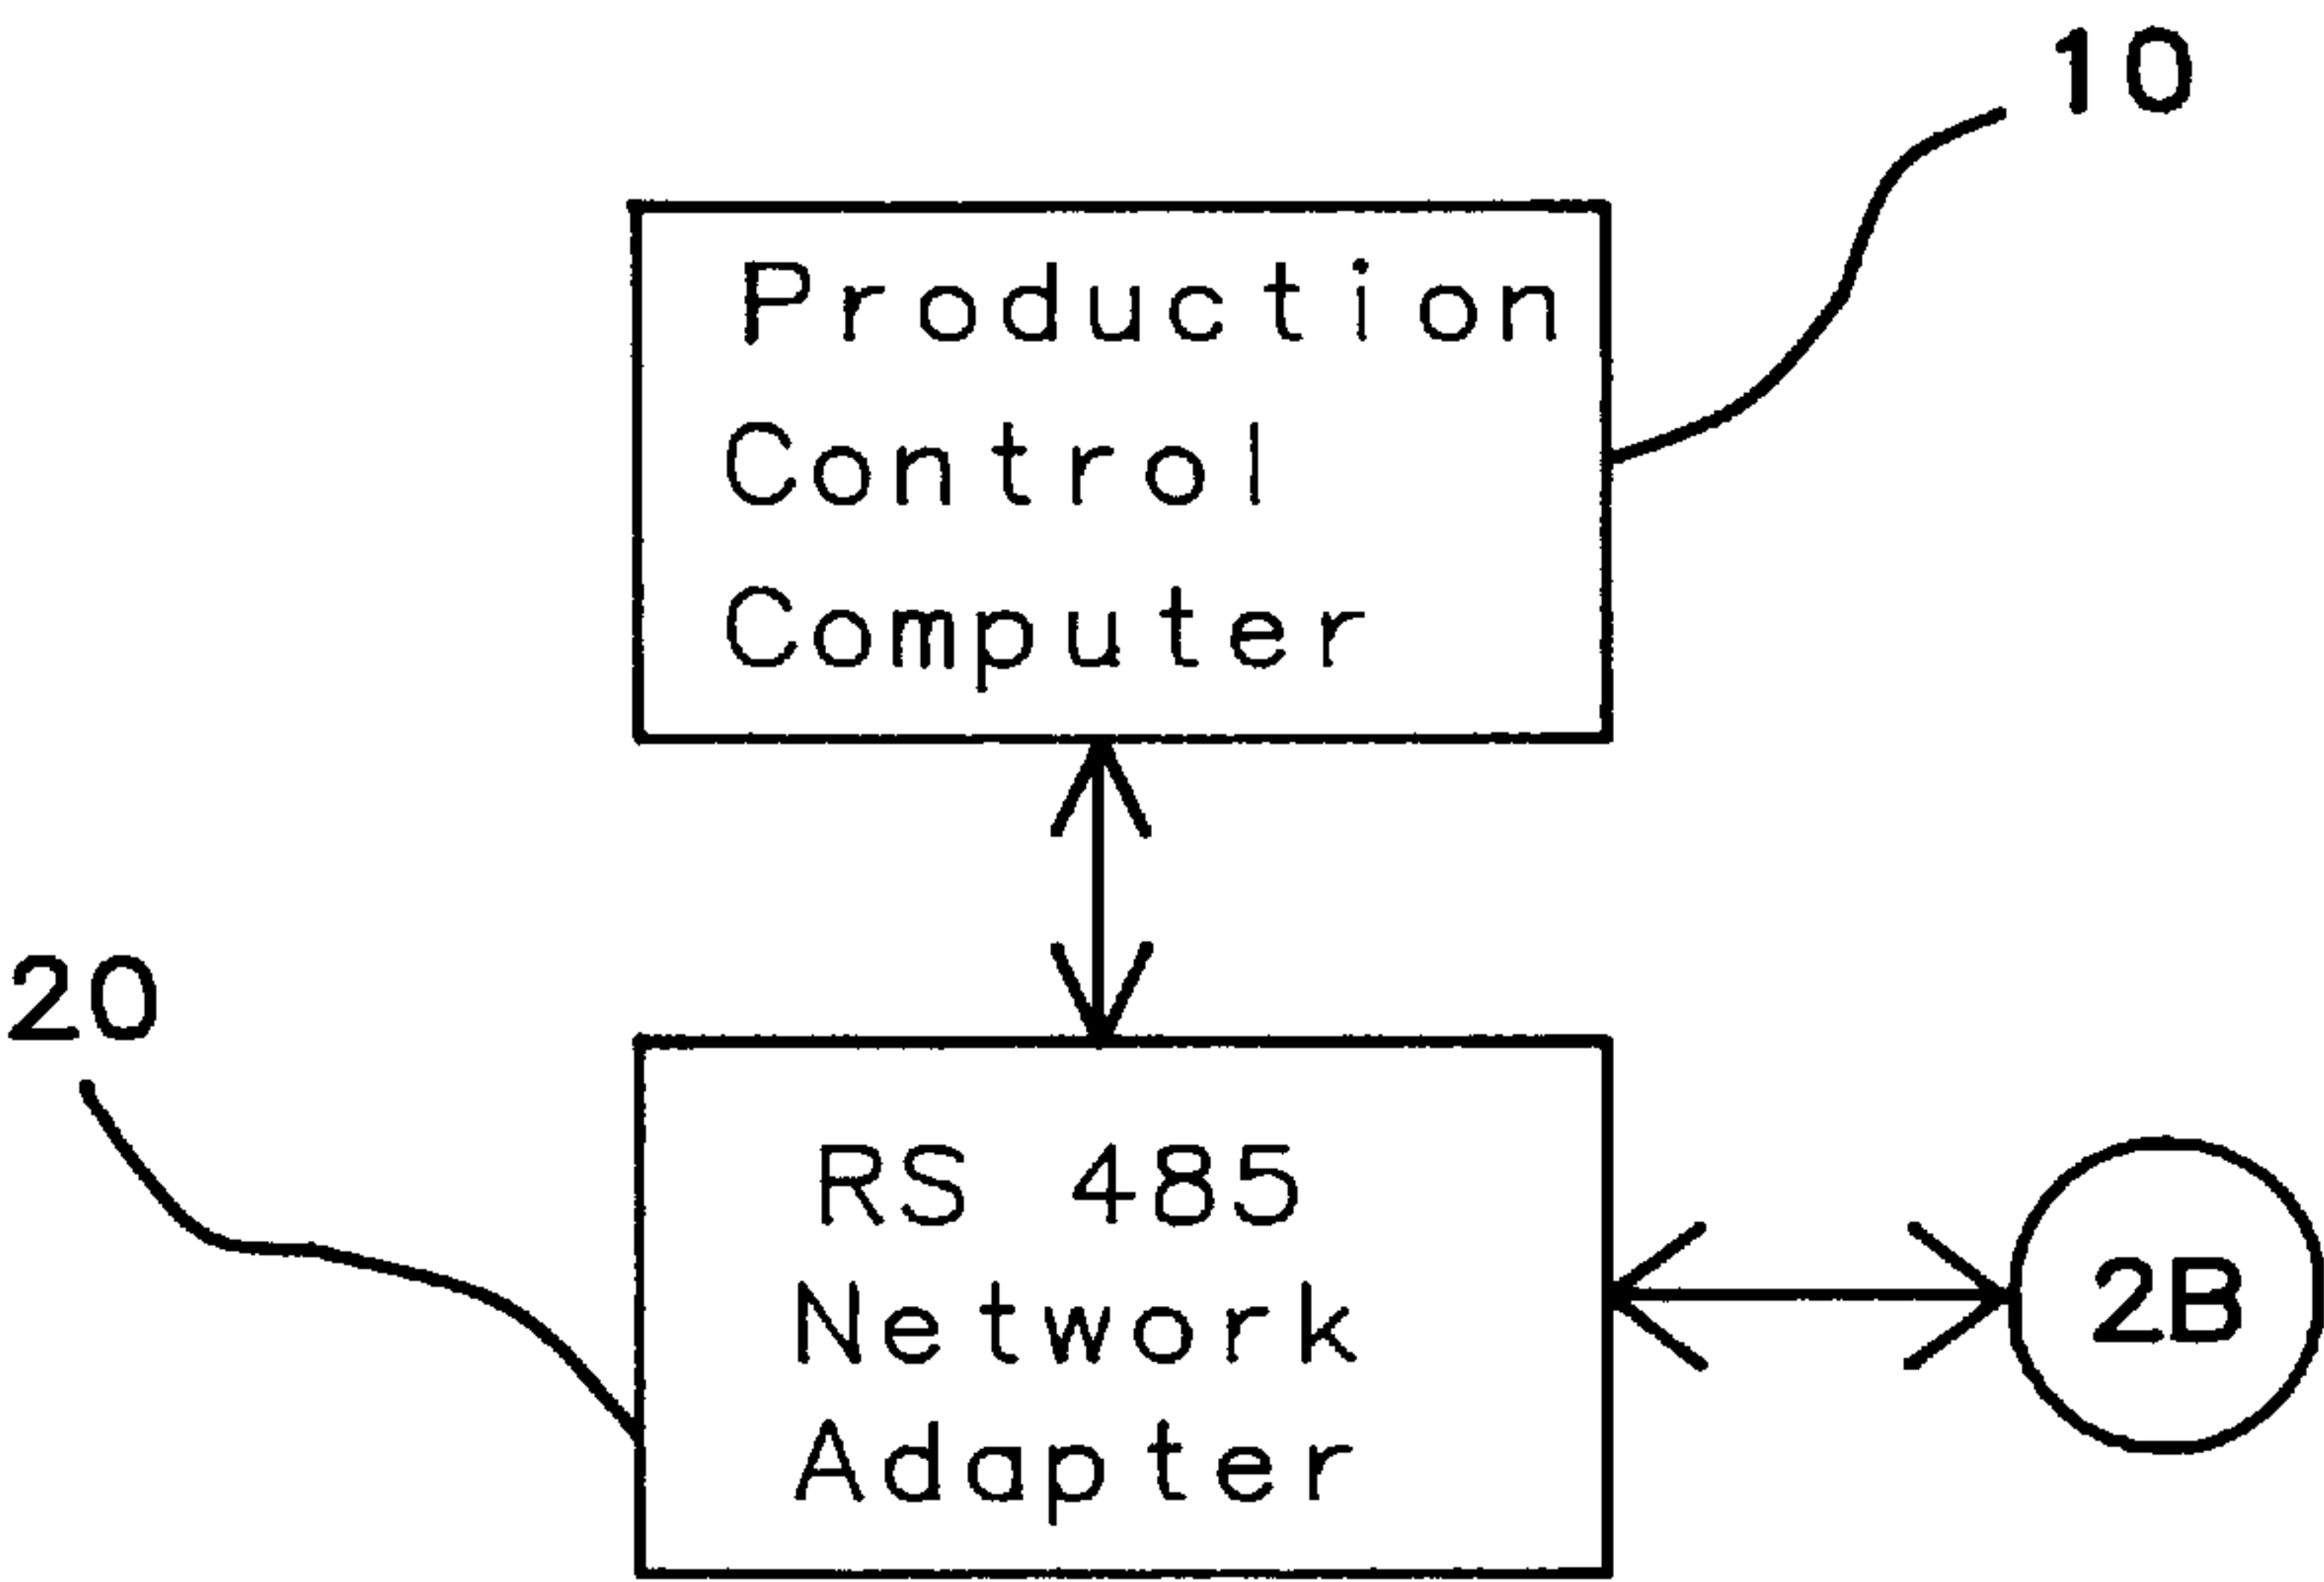 10
Production
Control
Computer
20
RS 485
Network
Adapter
2B